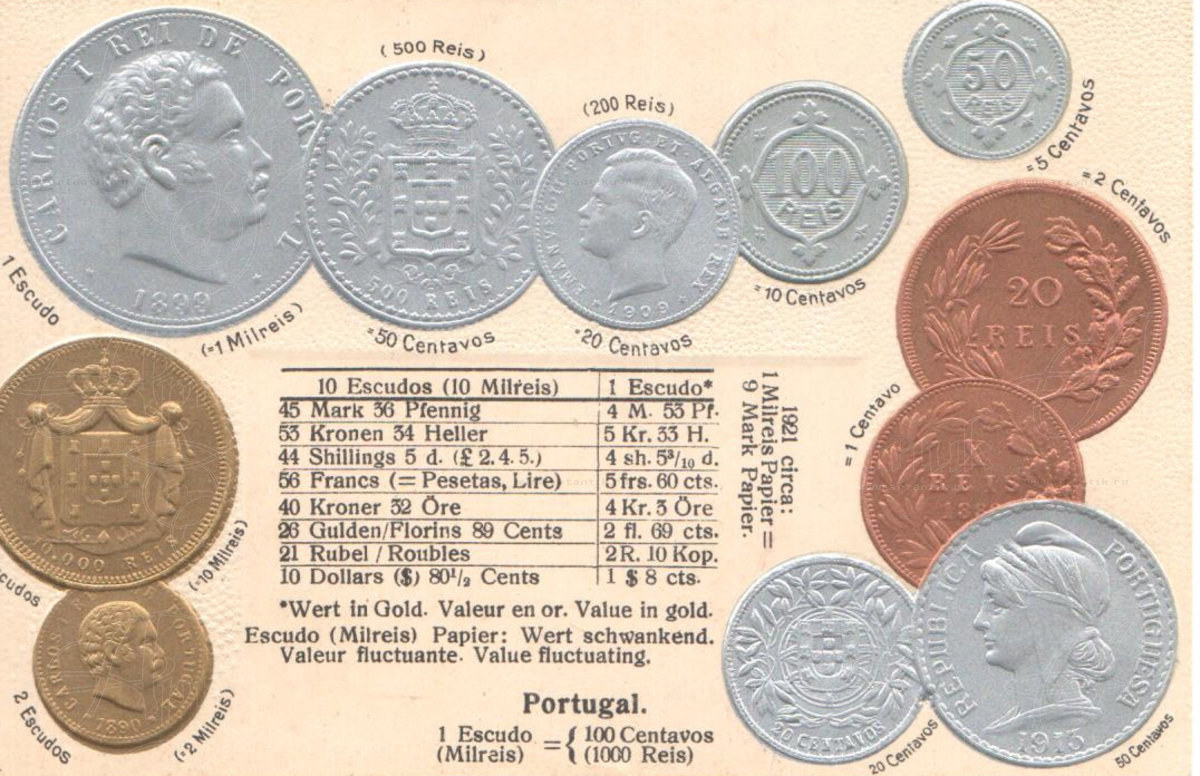 CARLOS I REI DE POR
1899
1 Escudo
(=1 Milreis)
(500 Reis)
500 REIS
=50 Centavos
(200 Reis)
EMANVEL II PORTVG: ET ALGARB: REX
1909
=20 Centavos
100
REIS
=10 Centavos
50
REIS
=5 Centavos
=2 Centavos
20
REIS
=1 Centavo
REIS
10 Escudos (10 Milreis) 1 Escudo*
45 Mark 36 Pfennig 4 M. 53 Pf.
53 Kronen 34 Heller 5 Kr. 33 H.
44 Shillings 5 d. (£ 2.4.5.) 4 sh. 5³/₁₀ d.
56 Francs (= Pesetas, Lire) 5 frs. 60 cts.
40 Kroner 32 Öre 4 Kr. 3 Öre
26 Gulden/Florins 89 Cents 2 fl. 69 cts.
21 Rubel / Roubles 2 R. 10 Kop.
10 Dollars ($) 80¹/₂ Cents 1 $ 8 cts.
1921 circa:
1 Milreis Papier =
9 Mark Papier.
*Wert in Gold. Valeur en or. Value in gold.
Escudo (Milreis) Papier: Wert schwankend.
Valeur fluctuante. Value fluctuating.
Portugal.
1 Escudo = { 100 Centavos
(Milrais) (1000 Reis)
0.000 REIS
cudos
(=10 Milreis)
CARLOS I PORTUGAL
1890
2 Escudos
(=2 Milreis)
20 CENTAVOS
20 Centavos
REPUBLICA PORTUGUESA
1915
50 Centavos